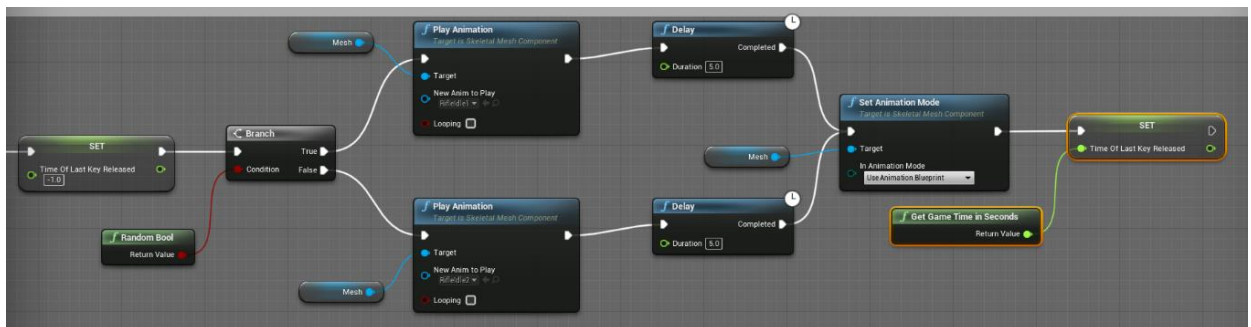 SET
Time Of Last Key Released
-1.0
Random Bool
Return Value
Branch
True
Condition
False
Mesh
Play Animation
Target is Skeletal Mesh Component
Target
New Anim to Play
RifleIdle1
Looping
Mesh
Play Animation
Target is Skeletal Mesh Component
Target
New Anim to Play
RifleIdle2
Looping
Delay
Completed
Duration 5.0
Delay
Completed
Duration 5.0
Mesh
Set Animation Mode
Target is Skeletal Mesh Component
Target
In Animation Mode
Use Animation Blueprint
Get Game Time in Seconds
Return Value
SET
Time Of Last Key Released